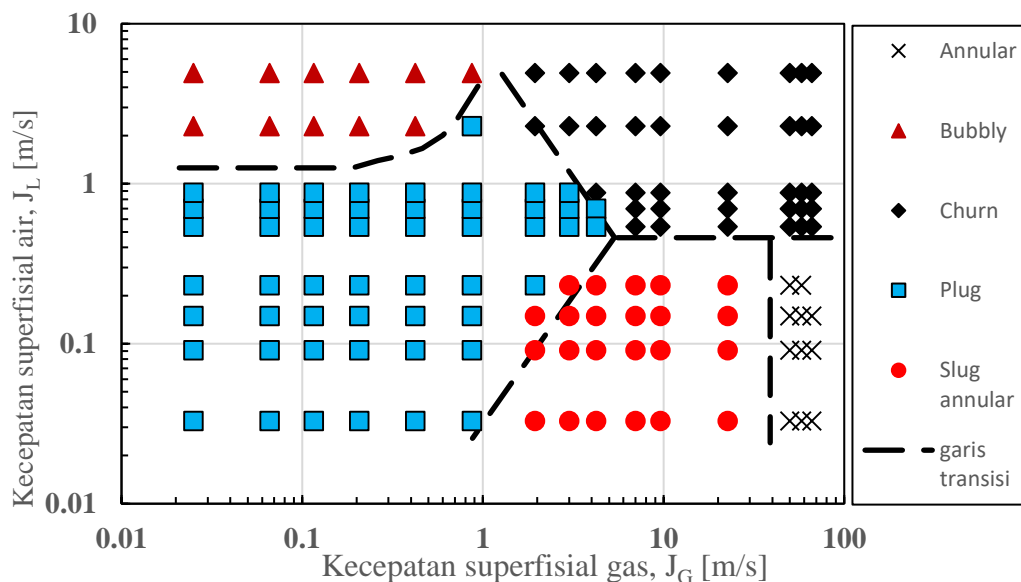 10
1
0.1
0.01
Kecepatan superfisial air, J_L [m/s]
0.01
0.1
1
10
100
Kecepatan superfisial gas, J_G [m/s]
Annular
Bubbly
Churn
Plug
Slug
annular
garis
transisi